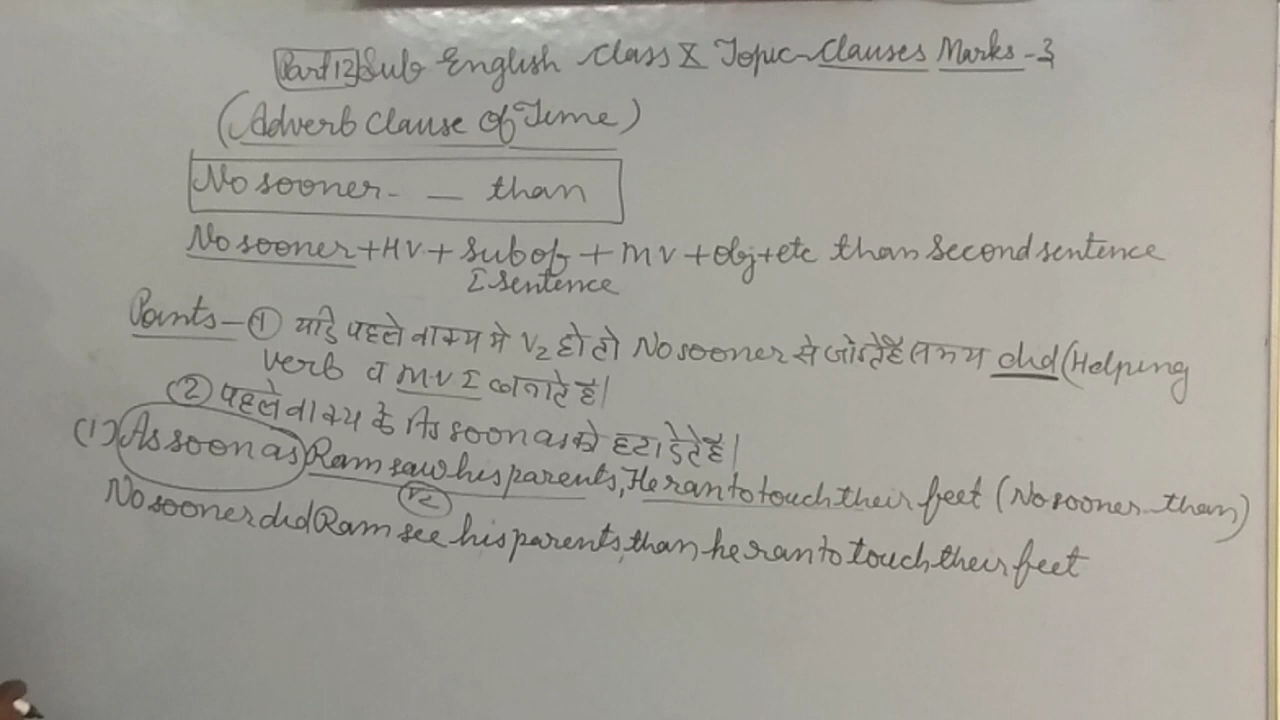 Part 12 Sub English Class X Topic - Clauses Marks - 3
(Adverb Clause Of Time)
No sooner - — than
No sooner + HV + Sub of + MV + Obj + etc than Second sentence
I sentence
Points - ① यदि पहले वाक्य मे V2 हो तो No sooner से जोडते है समय did (Helping
Verb व M.V I बनाते है।
② पहले वाक्य के As soon as को हटा देते है।
(1) As soon as Ram saw his parents, He ran to touch their feet (No sooner - than)
V2
No sooner did Ram see his parents, than he ran to touch their feet